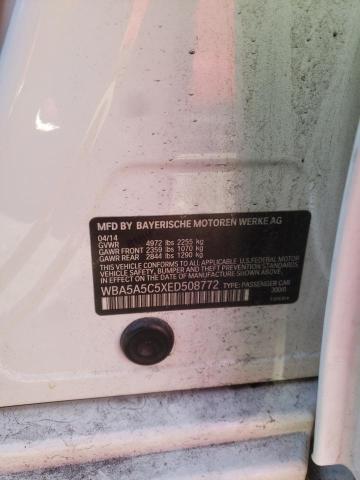 MFD BY BAYERISCHE MOTOREN WERKE AG
04/14
GVWR 4972 lbs 2255 kg
GAWR FRONT 2359 lbs 1070 kg
GAWR REAR 2844 lbs 1290 kg
THIS VEHICLE CONFORMS TO ALL APPLICABLE U.S.FEDERAL MOTOR
VEHICLE SAFETY, BUMPER AND THEFT PREVENTION STANDARDS
IN EFFECT ON THE DATE OF MANUFACTURE SHOWN ABOVE.
WBA5A5C5XED508772 TYPE: PASSENGER CAR